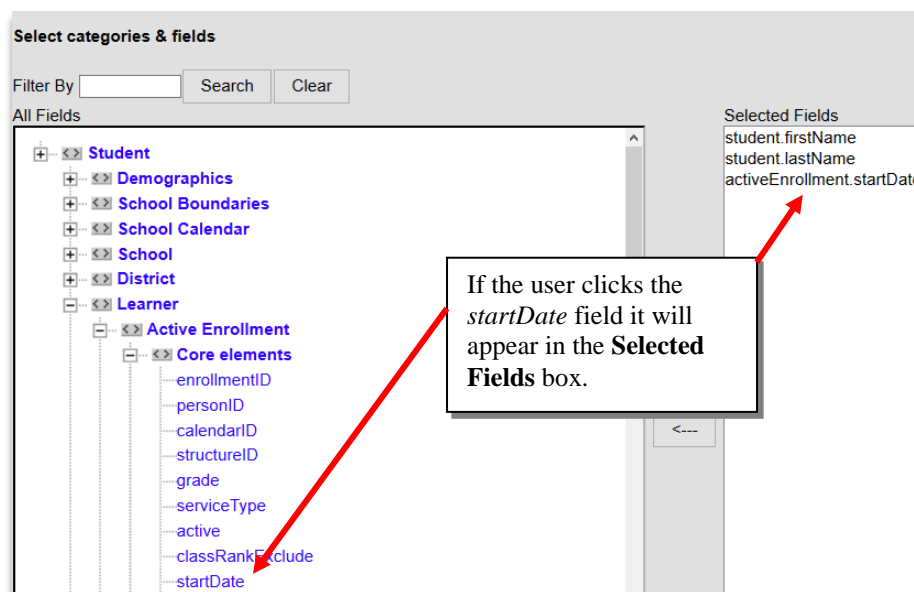 Select categories & fields
Filter By Search Clear
All Fields
Student
Demographics
School Boundaries
School Calendar
School
District
Learner
Active Enrollment
Core elements
enrollmentID
personID
calendarID
structureID
grade
serviceType
active
classRankExclude
startDate
If the user clicks the
startDate field it will
appear in the Selected
Fields box.
<---
Selected Fields
student.firstName
student.lastName
activeEnrollment.startDate